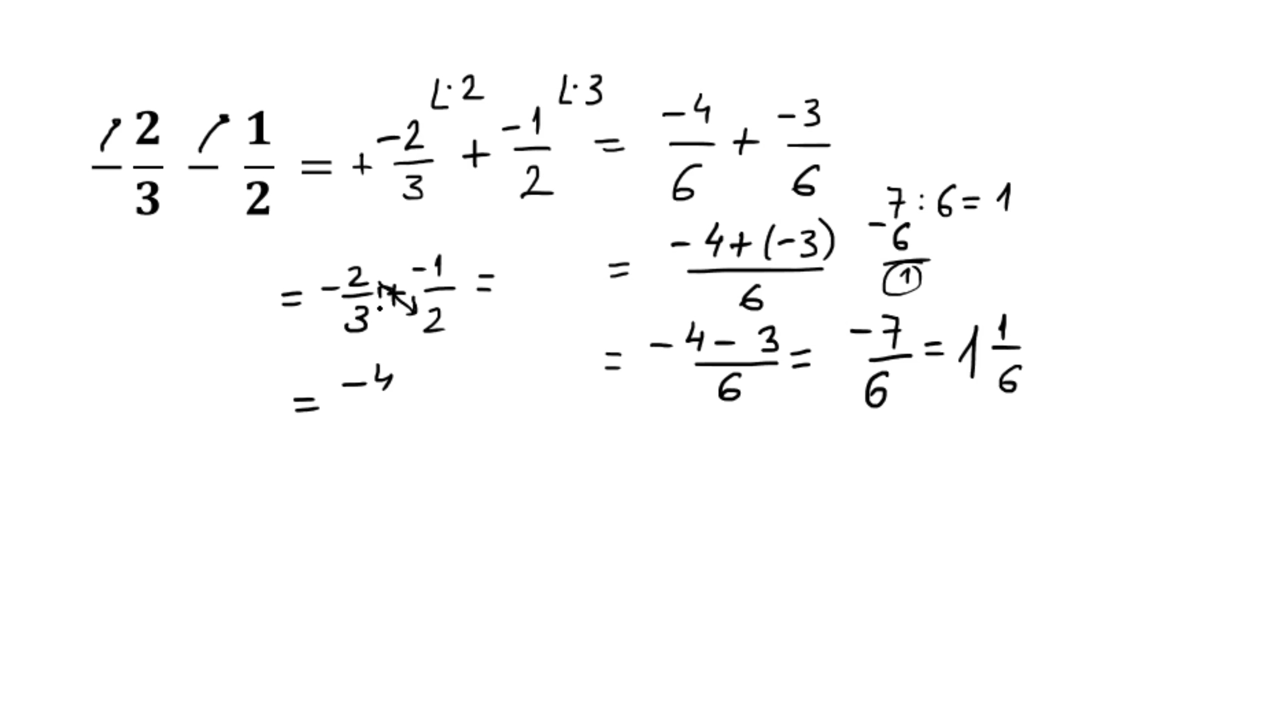 -2/3 - 1/2 = + -2/3 + -1/2 = -4/6 + -3/6
L·2 L·3
7 : 6 = 1
-6
1
= -4+(-3)/6
= -2/3 : -1/2 =
= -4-3/6 = -7/6 = 1 1/6
= -4